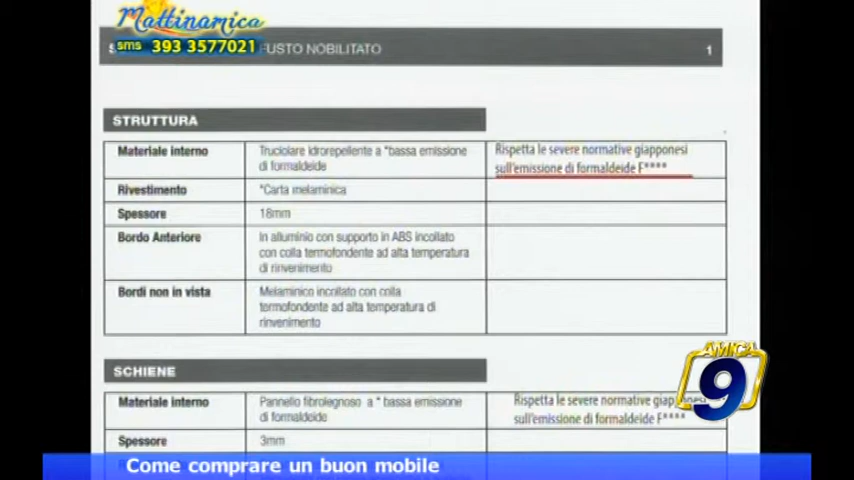 Mattinamica
sms 393 3577021
FUSTO NOBILITATO
1
STRUTTURA
Materiale interno
Truciolare Idrorepellente a *bassa emissione
di formaldeide
Rispetta le severe normative giapponesi
sull'emissione di formaldeide F****
Rivestimento
*Carta melaminica
Spessore
18mm
Bordo Anteriore
In alluminio con supporto in ABS incollato
con colla termofondente ad alta temperatura
di rinvenimento
Bordi non in vista
Melaminico incollato con colla
termofondente ad alta temperatura di
rinvenimento
AMICA
9
SCHIENE
Materiale interno
Pannello fibrolegnoso a * bassa emissione
di formaldeide
Rispetta le severe normative giapponesi
sull'emissione di formaldeide F****
Spessore
3mm
Come comprare un buon mobile